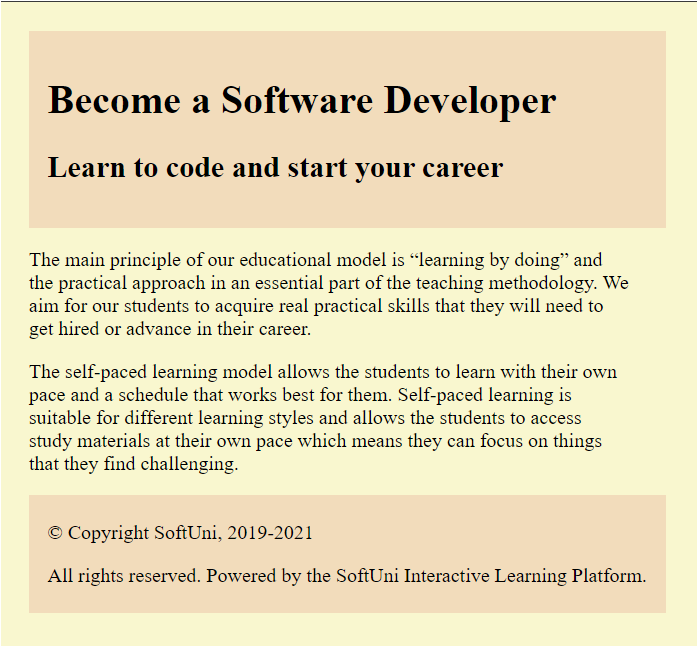 Become a Software Developer
Learn to code and start your career
The main principle of our educational model is “learning by doing” and
the practical approach in an essential part of the teaching methodology. We
aim for our students to acquire real practical skills that they will need to
get hired or advance in their career.
The self-paced learning model allows the students to learn with their own
pace and a schedule that works best for them. Self-paced learning is
suitable for different learning styles and allows the students to access
study materials at their own pace which means they can focus on things
that they find challenging.
© Copyright SoftUni, 2019-2021
All rights reserved. Powered by the SoftUni Interactive Learning Platform.